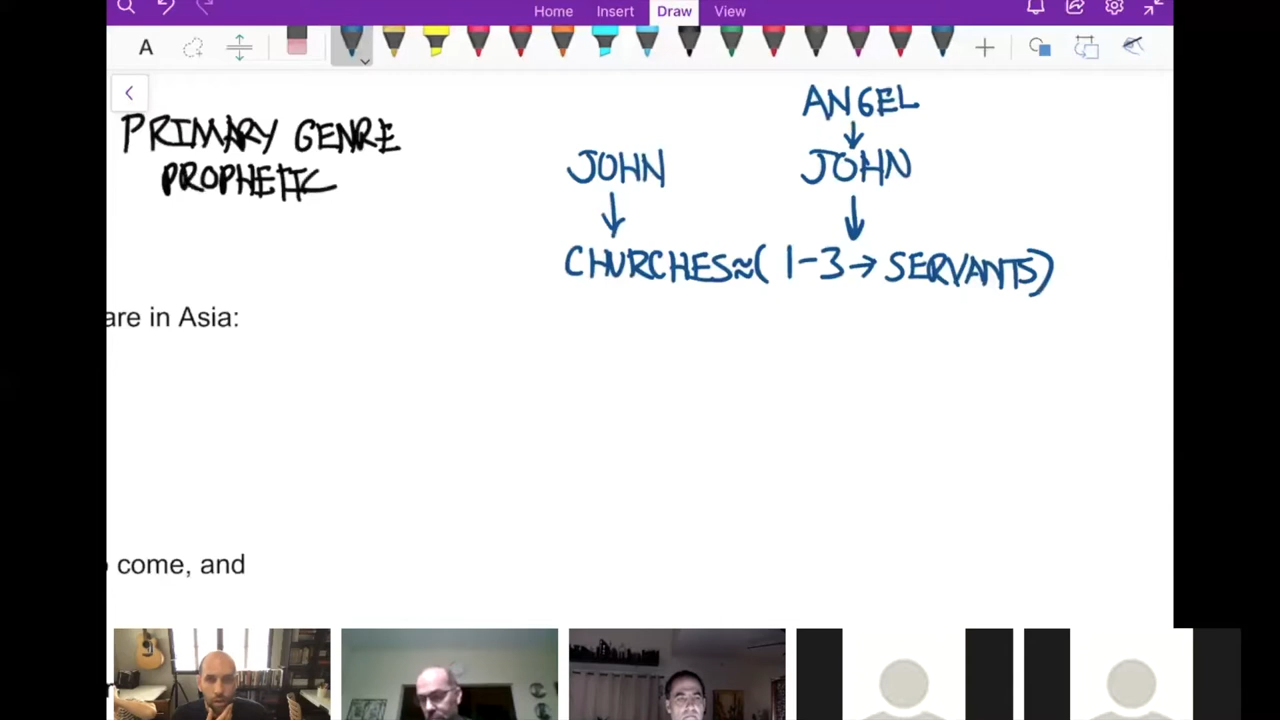 Home Insert Draw View
A
PRIMARY GENRE
PROPHETIC
ANGEL
↓
JOHN JOHN
↓ ↓
CHURCHES≈( 1-3→ SERVANTS)
are in Asia:
come, and